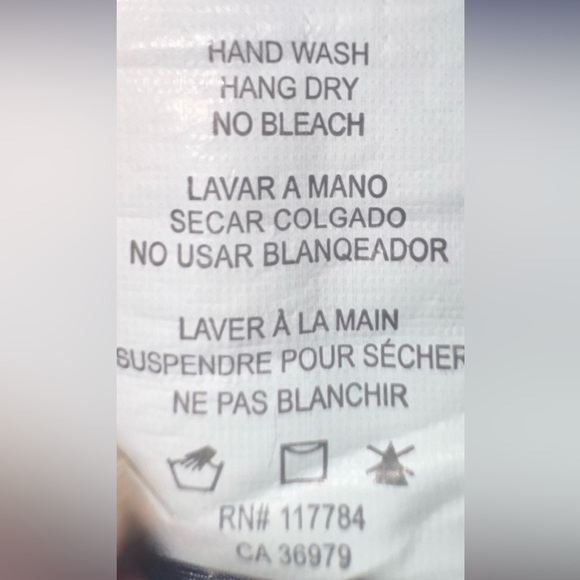 HAND WASH
HANG DRY
NO BLEACH
LAVAR A MANO
SECAR COLGADO
NO USAR BLANQEADOR
LAVER À LA MAIN
SUSPENDRE POUR SÉCHER
NE PAS BLANCHIR
RN# 117784
CA 36979